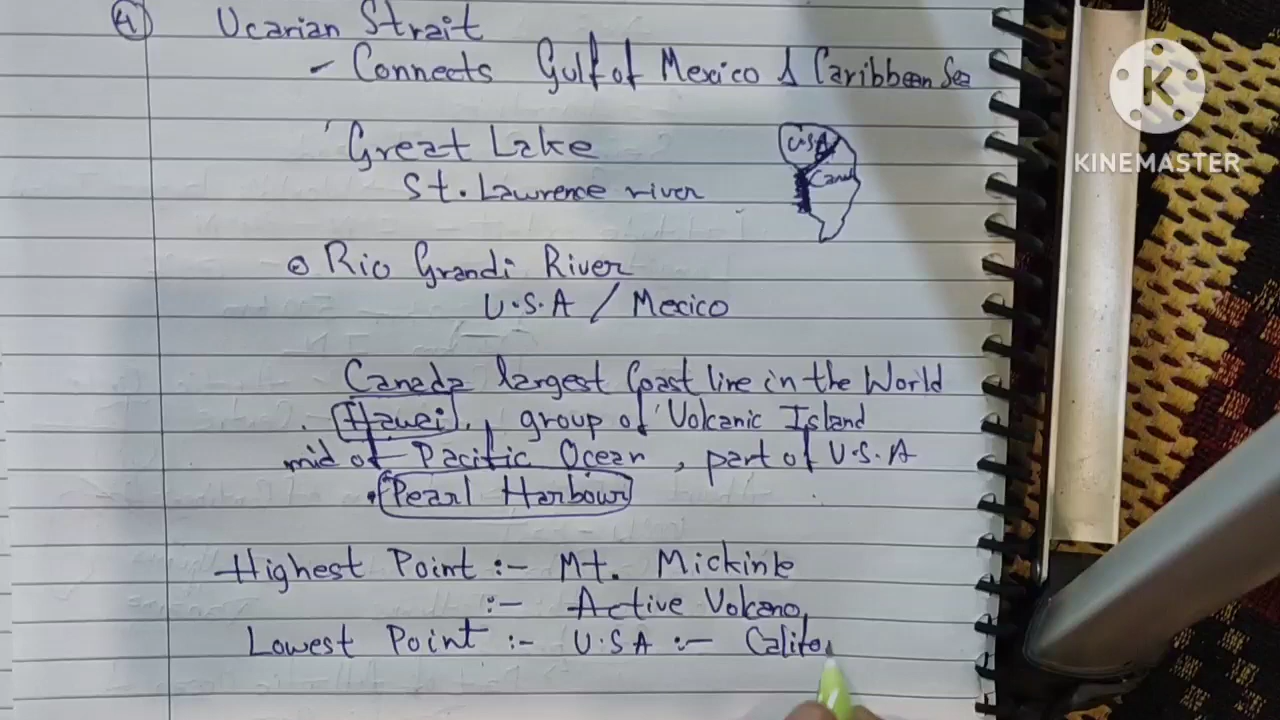 4 Ucarian Strait
- Connects Gulf of Mexico & Caribbean Sea
K
KINEMASTER
Great Lake
U.S.A
St. Lawrence river
Cana
Rio Grandi River
U.S.A / Mexico
Canada largest Coast line in the World
Hawei, group of Volcanic Island
mid of Pacific Ocean, part of U.S.A
Pearl Harbour
Highest Point :- Mt. Mickinle
:- Active Volcano,
Lowest Point :- U.S.A :- Califo